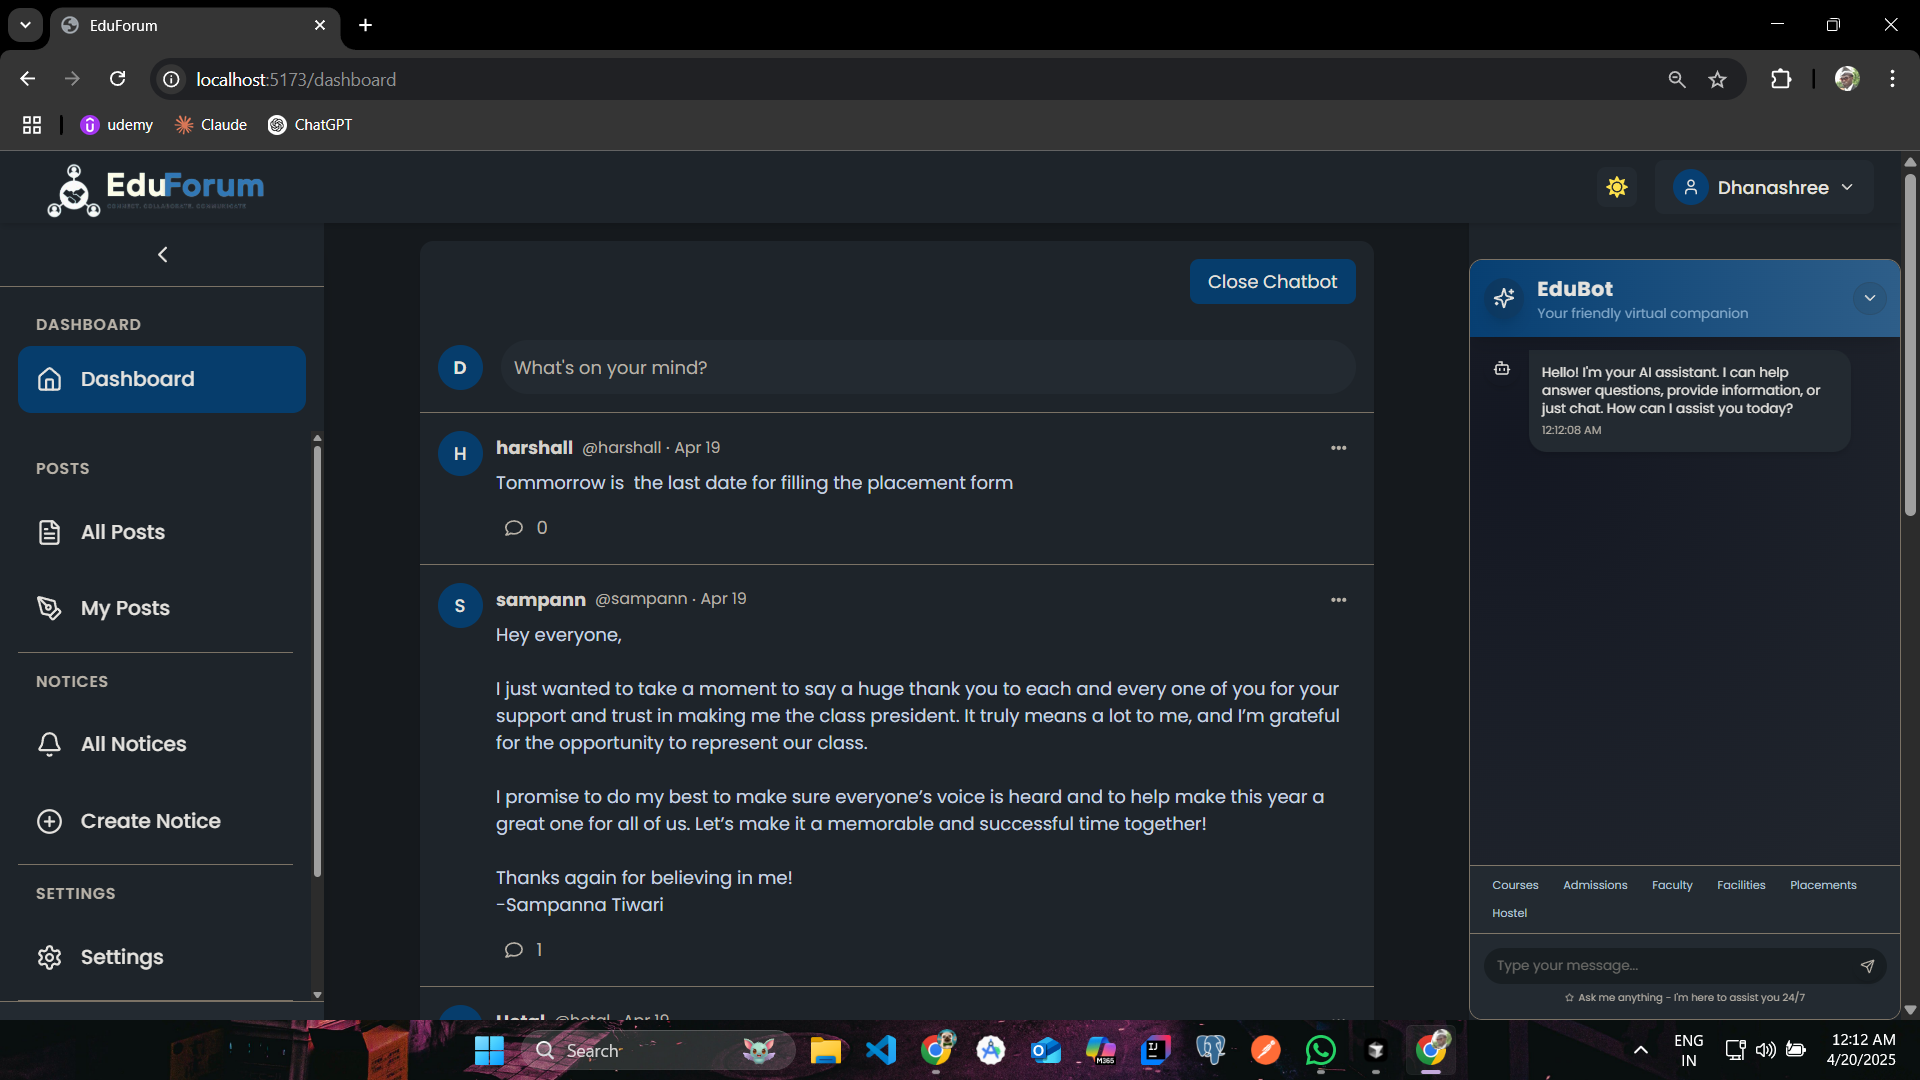 EduForum
localhost:5173/dashboard
udemy
Claude
ChatGPT
EduForum
CONNECT. COLLABORATE. COMMUNICATE
Dhanashree
DASHBOARD
Dashboard
POSTS
All Posts
My Posts
NOTICES
All Notices
Create Notice
SETTINGS
Settings
Close Chatbot
D
What's on your mind?
H
harshall @harshall · Apr 19
Tommorrow is  the last date for filling the placement form
0
S
sampann @sampann · Apr 19
Hey everyone,
I just wanted to take a moment to say a huge thank you to each and every one of you for your
support and trust in making me the class president. It truly means a lot to me, and I’m grateful
for the opportunity to represent our class.
I promise to do my best to make sure everyone’s voice is heard and to help make this year a
great one for all of us. Let’s make it a memorable and successful time together!
Thanks again for believing in me!
-Sampanna Tiwari
1
Hetal @hetal · Apr 19
EduBot
Your friendly virtual companion
Hello! I'm your AI assistant. I can help
answer questions, provide information, or
just chat. How can I assist you today?
12:12:08 AM
Courses Admissions Faculty Facilities Placements
Hostel
Type your message...
Ask me anything - I'm here to assist you 24/7
Search
M365
IJ
ENG
IN
12:12 AM
4/20/2025